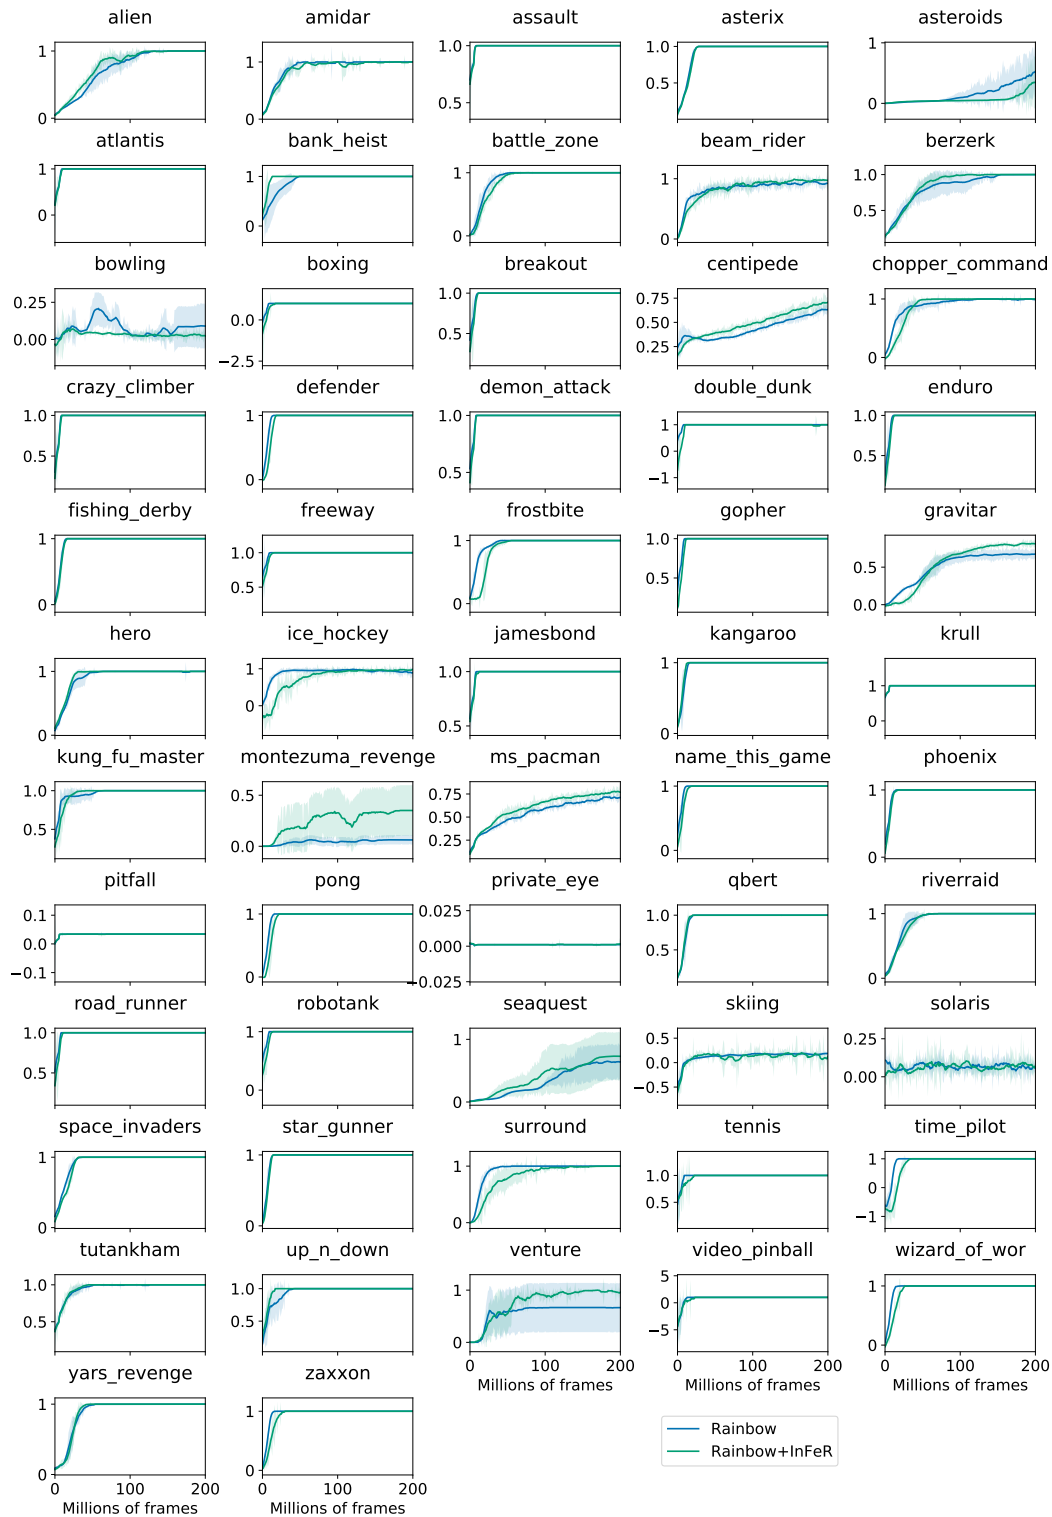 alien amidar assault asterix asteroids
1 0 1 0 1.0 0.5 1.0 0.5 1 0
atlantis bank_heist battle_zone beam_rider berzerk
1 0 1 0 1 0 1 0 1.0 0.5
bowling boxing breakout centipede chopper_command
0.25 0.00 0.0 −2.5 1.0 0.5 0.75 0.50 0.25 1 0
crazy_climber defender demon_attack double_dunk enduro
1.0 0.5 1 0 1.0 0.5 1 0 −1 1.0 0.5
fishing_derby freeway frostbite gopher gravitar
1 0 1.0 0.5 1 0 1.0 0.5 0.5 0.0
hero ice_hockey jamesbond kangaroo krull
1 0 1 0 1.0 0.5 1 0 1 0
kung_fu_master montezuma_revenge ms_pacman name_this_game phoenix
1.0 0.5 0.5 0.0 0.75 0.50 0.25 1 0 1 0
pitfall pong private_eye qbert riverraid
0.1 0.0 −0.1 1 0 0.025 0.000 −0.025 1.0 0.5 1 0
road_runner robotank seaquest skiing solaris
1.0 0.5 1.0 0.5 1 0 0.5 0.0 −0.5 0.25 0.00
space_invaders star_gunner surround tennis time_pilot
1 0 1 0 1 0 1.0 0.5 1 0 −1
tutankham up_n_down venture video_pinball wizard_of_wor
1.0 0.5 1.0 0.5 1 0 5 0 −5 1 0
0 100 200 0 100 200 0 100 200
Millions of frames Millions of frames Millions of frames
yars_revenge zaxxon
1 0 1 0
0 100 200 0 100 200
Millions of frames Millions of frames
Rainbow
Rainbow+InFeR